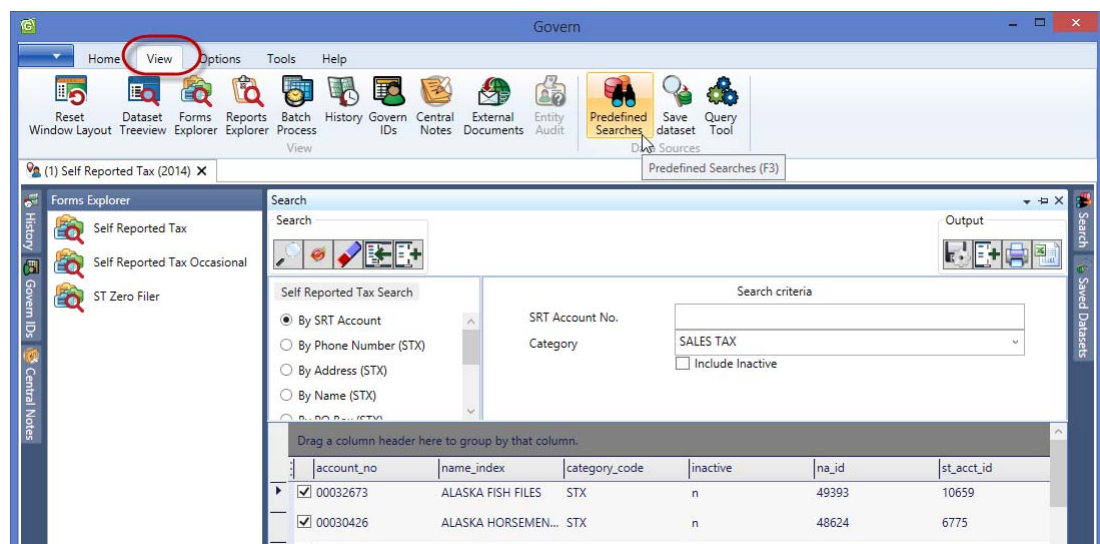 Govern
Home View Options Tools Help
Reset Window Layout
Dataset Treeview
Forms Explorer
Reports Explorer
Batch Process
History
Govern IDs
Central Notes
External Documents
Entity Audit
Predefined Searches
Save dataset
Query Tool
View
Data Sources
(1) Self Reported Tax (2014)
Predefined Searches (F3)
History
Govern IDs
Central Notes
Forms Explorer
Self Reported Tax
Self Reported Tax Occasional
ST Zero Filer
Search
Search
Output
Self Reported Tax Search
By SRT Account
By Phone Number (STX)
By Address (STX)
By Name (STX)
By PO Box (STX)
Search criteria
SRT Account No.
Category SALES TAX
Include Inactive
Drag a column header here to group by that column.
account_no name_index category_code inactive na_id st_acct_id
00032673 ALASKA FISH FILES STX n 49393 10659
00030426 ALASKA HORSEMEN... STX n 48624 6775
Search
Saved Datasets